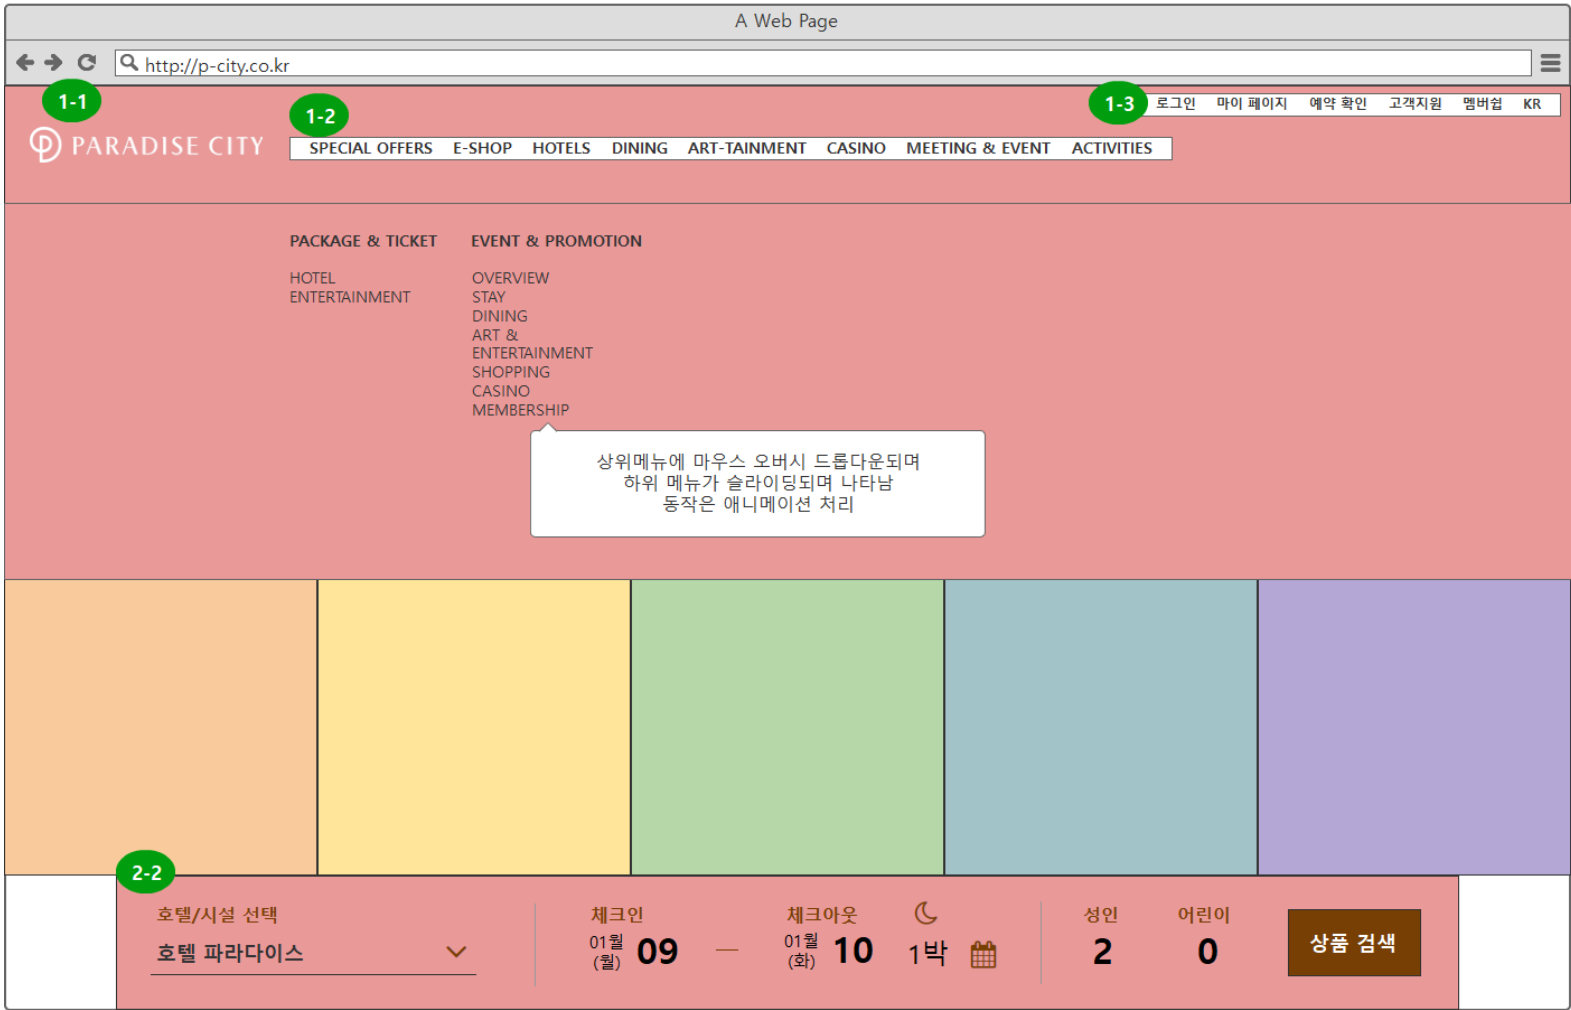 A Web Page
http://p-city.co.kr
1-1
1-2
1-3
로그인 마이 페이지 예약 확인 고객지원 멤버쉽 KR
PARADISE CITY
SPECIAL OFFERS E-SHOP HOTELS DINING ART-TAINMENT CASINO MEETING & EVENT ACTIVITIES
PACKAGE & TICKET
HOTEL
ENTERTAINMENT
EVENT & PROMOTION
OVERVIEW
STAY
DINING
ART &
ENTERTAINMENT
SHOPPING
CASINO
MEMBERSHIP
상위메뉴에 마우스 오버시 드롭다운되며
하위 메뉴가 슬라이딩되며 나타남
동작은 애니메이션 처리
2-2
호텔/시설 선택
호텔 파라다이스
체크인
01월
(월)
09
체크아웃
01월
(화)
10
1박
성인
2
어린이
0
상품 검색